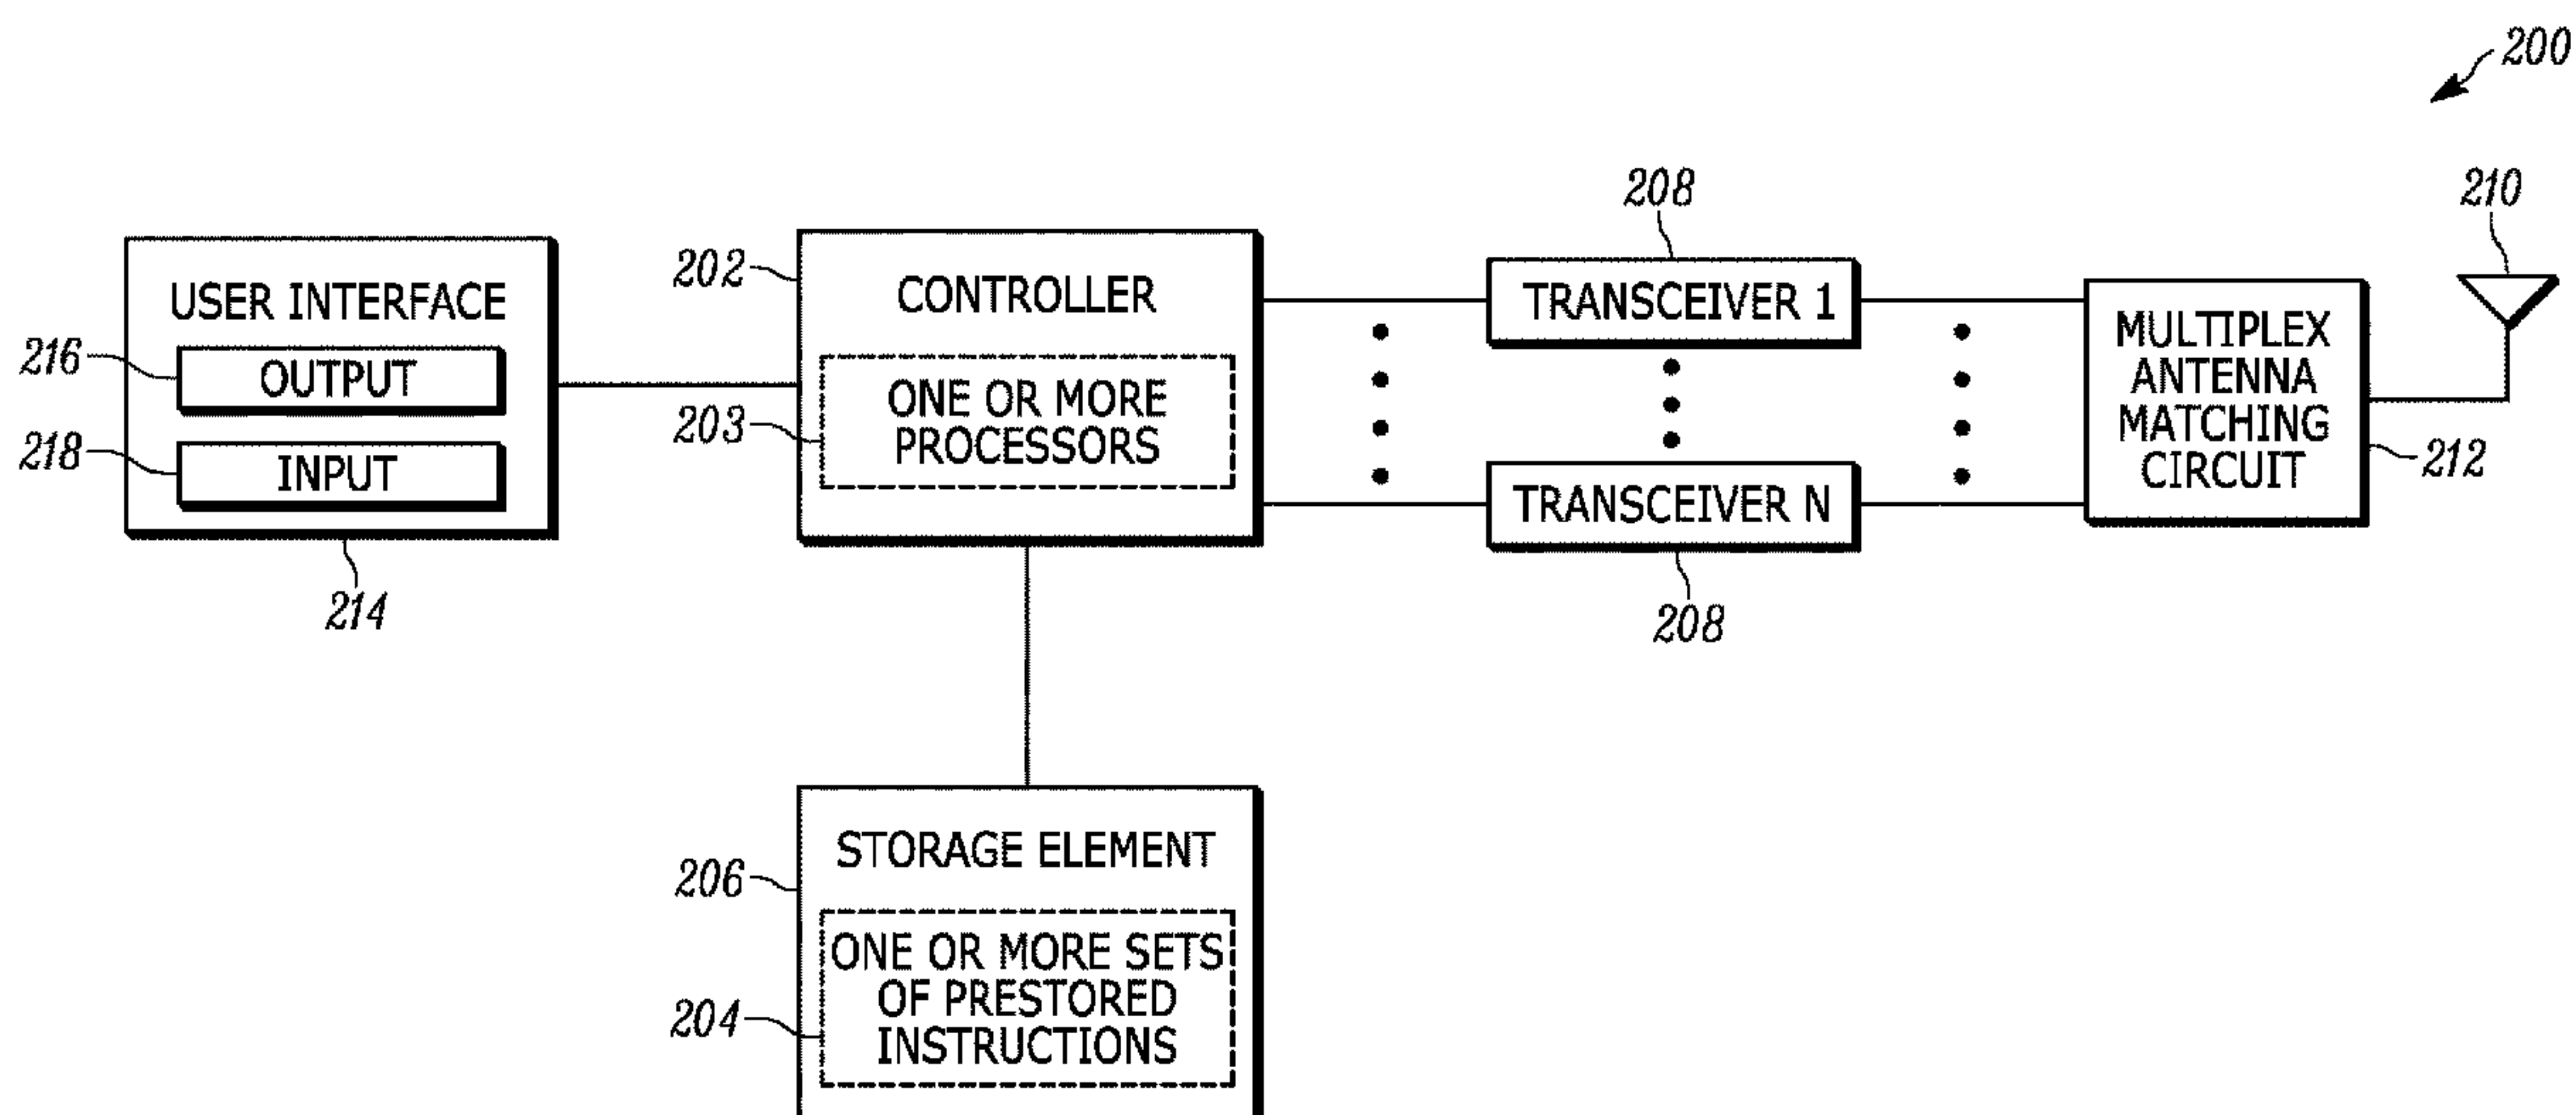 200
208
210
202
USER INTERFACE
CONTROLLER
TRANSCEIVER 1
MULTIPLEX
ANTENNA
MATCHING
CIRCUIT
216
OUTPUT
203
ONE OR MORE
PROCESSORS
218
INPUT
TRANSCEIVER N
212
214
208
206
STORAGE ELEMENT
204
ONE OR MORE SETS
OF PRESTORED
INSTRUCTIONS